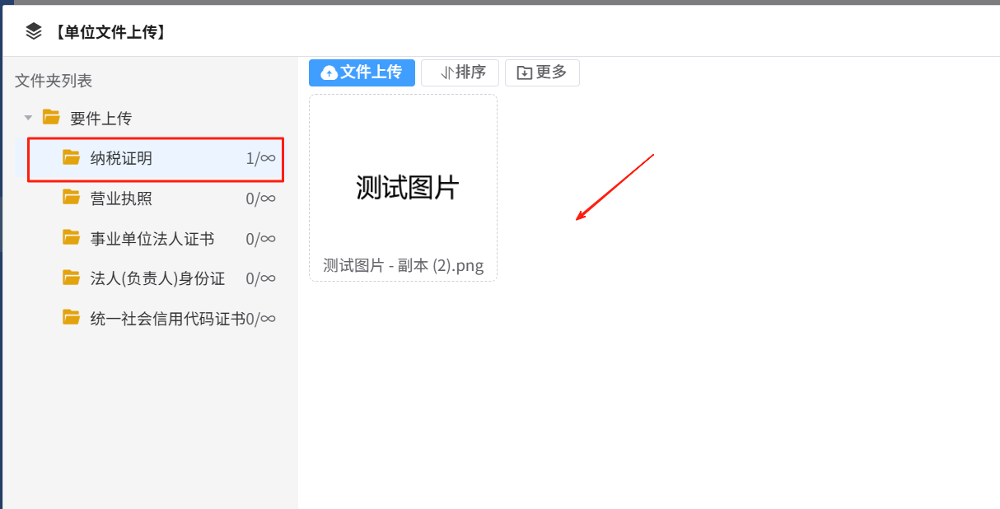 【单位文件上传】
文件夹列表
要件上传
纳税证明 1/∞
营业执照 0/∞
事业单位法人证书 0/∞
法人(负责人)身份证 0/∞
统一社会信用代码证书0/∞
文件上传 排序 更多
测试图片
测试图片 - 副本 (2).png